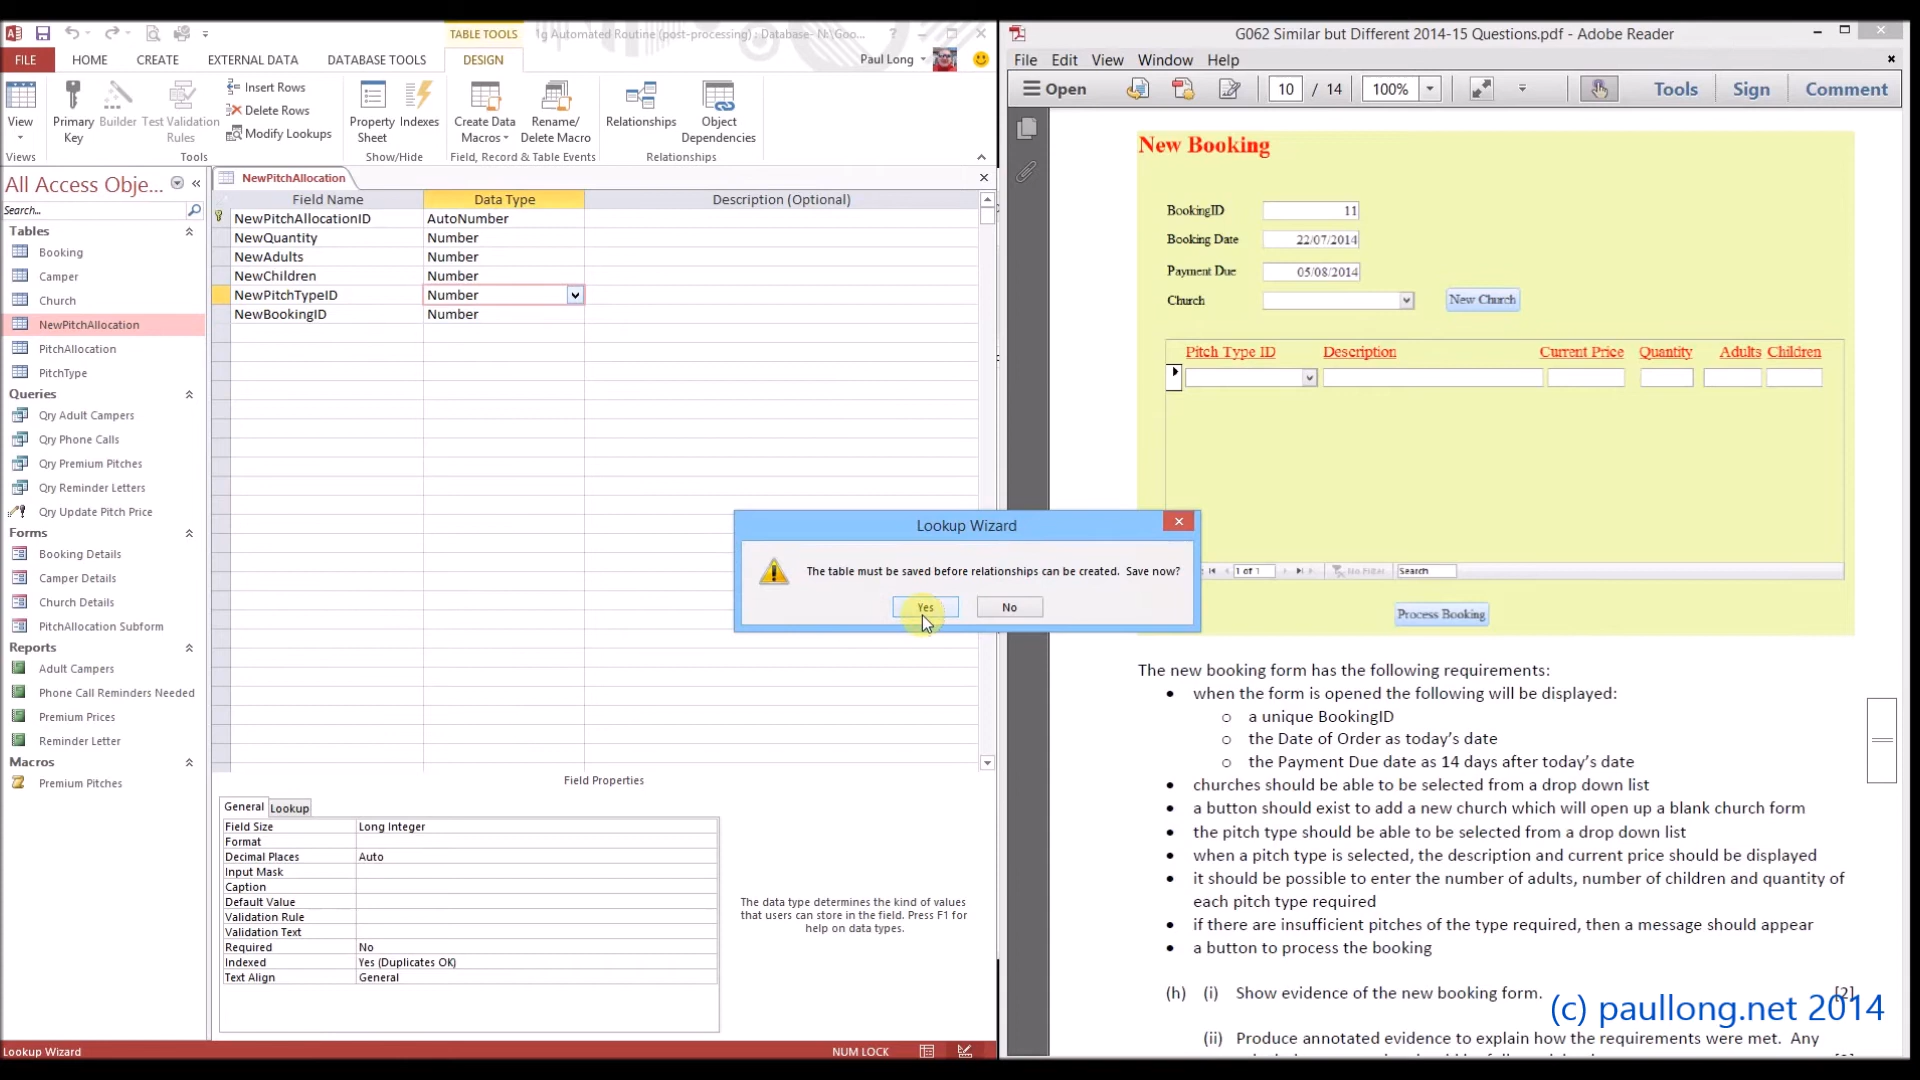 TABLE TOOLS
g Automated Routine (post-processing) : Database- N:\Goo...
?
FILE
HOME
CREATE
EXTERNAL DATA
DATABASE TOOLS
DESIGN
Paul Long
View
Primary Key
Builder
Test Validation Rules
Insert Rows
Delete Rows
Modify Lookups
Property Sheet
Indexes
Create Data Macros
Rename/ Delete Macro
Relationships
Object Dependencies
Views
Tools
Show/Hide
Field, Record & Table Events
Relationships
All Access Obje...
Search...
Tables
Booking
Camper
Church
NewPitchAllocation
PitchAllocation
PitchType
Queries
Qry Adult Campers
Qry Phone Calls
Qry Premium Pitches
Qry Reminder Letters
Qry Update Pitch Price
Forms
Booking Details
Camper Details
Church Details
PitchAllocation Subform
Reports
Adult Campers
Phone Call Reminders Needed
Premium Prices
Reminder Letter
Macros
Premium Pitches
NewPitchAllocation
Field Name Data Type Description (Optional)
NewPitchAllocationID AutoNumber
NewQuantity Number
NewAdults Number
NewChildren Number
NewPitchTypeID Number
NewBookingID Number
Field Properties
General Lookup
Field Size Long Integer
Format
Decimal Places Auto
Input Mask
Caption
Default Value
Validation Rule
Validation Text
Required No
Indexed Yes (Duplicates OK)
Text Align General
The data type determines the kind of values
that users can store in the field. Press F1 for
help on data types.
Lookup Wizard
NUM LOCK
Lookup Wizard
The table must be saved before relationships can be created. Save now?
Yes
No
G062 Similar but Different 2014-15 Questions.pdf - Adobe Reader
File Edit View Window Help
Open
10 / 14
100%
Tools
Sign
Comment
New Booking
BookingID 11
Booking Date 22/07/2014
Payment Due 05/08/2014
Church
New Church
Pitch Type ID Description Current Price Quantity Adults Children
1 of 1
No Filter
Search
Process Booking
The new booking form has the following requirements:
• when the form is opened the following will be displayed:
o a unique BookingID
o the Date of Order as today’s date
o the Payment Due date as 14 days after today’s date
• churches should be able to be selected from a drop down list
• a button should exist to add a new church which will open up a blank church form
• the pitch type should be able to be selected from a drop down list
• when a pitch type is selected, the description and current price should be displayed
• it should be possible to enter the number of adults, number of children and quantity of
each pitch type required
• if there are insufficient pitches of the type required, then a message should appear
• a button to process the booking
(h) (i) Show evidence of the new booking form. [2]
(c) paullong.net 2014
(ii) Produce annotated evidence to explain how the requirements were met. Any